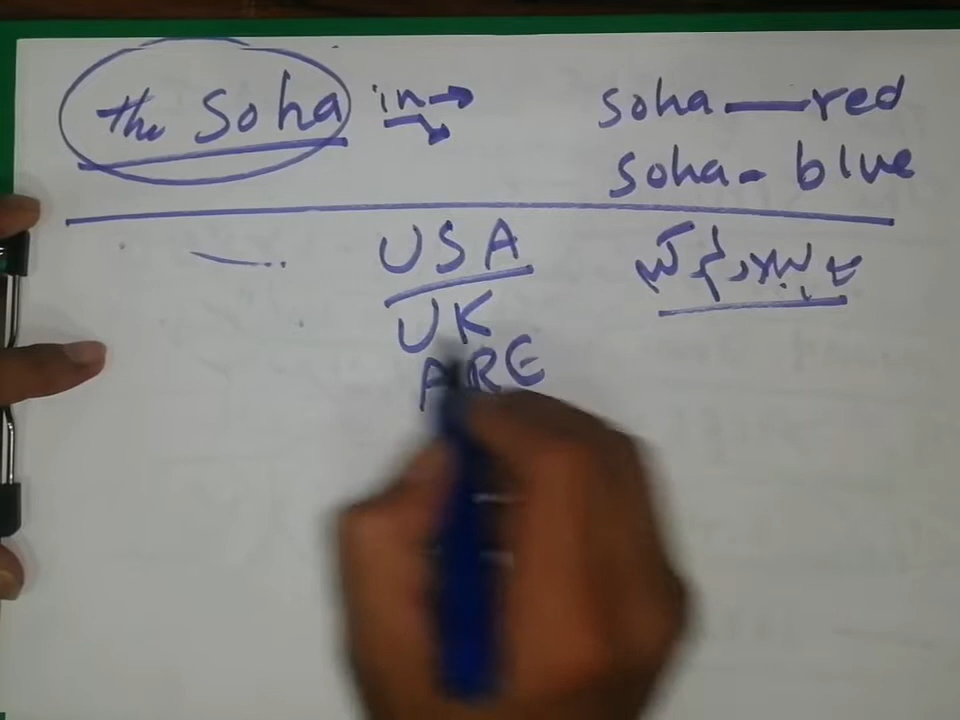 the Soha in → soha — red
soha - blue
USA
UK
ARE